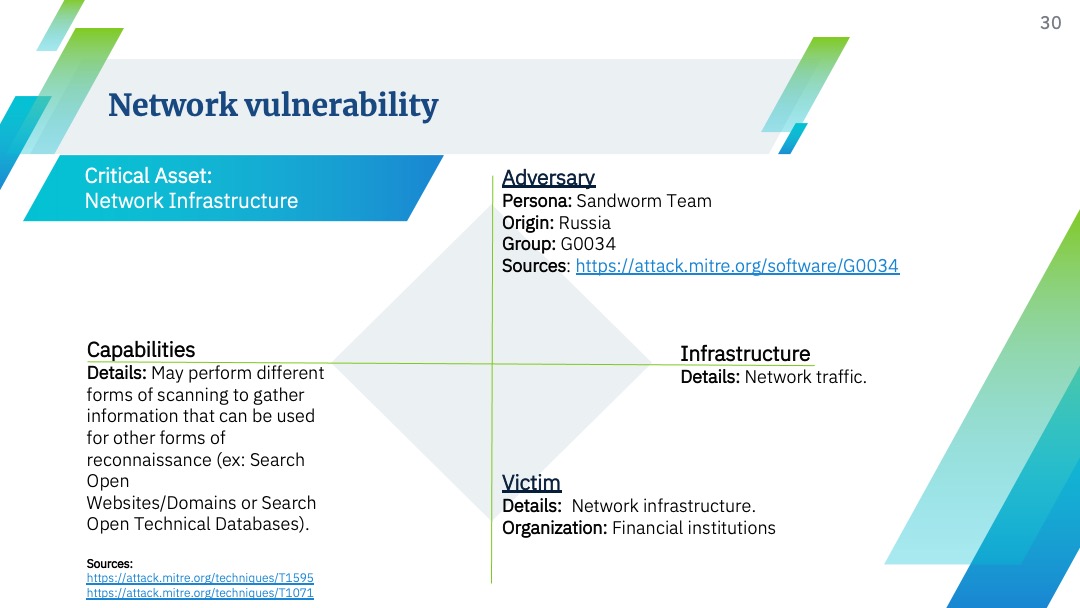 30
Network vulnerability
Critical Asset:
Network Infrastructure
Adversary
Persona: Sandworm Team
Origin: Russia
Group: G0034
Sources: https://attack.mitre.org/software/G0034
Capabilities
Details: May perform different
forms of scanning to gather
information that can be used
for other forms of
reconnaissance (ex: Search
Open
Websites/Domains or Search
Open Technical Databases).
Sources:
https://attack.mitre.org/techniques/T1595
https://attack.mitre.org/techniques/T1071
Infrastructure
Details: Network traffic.
Victim
Details: Network infrastructure.
Organization: Financial institutions